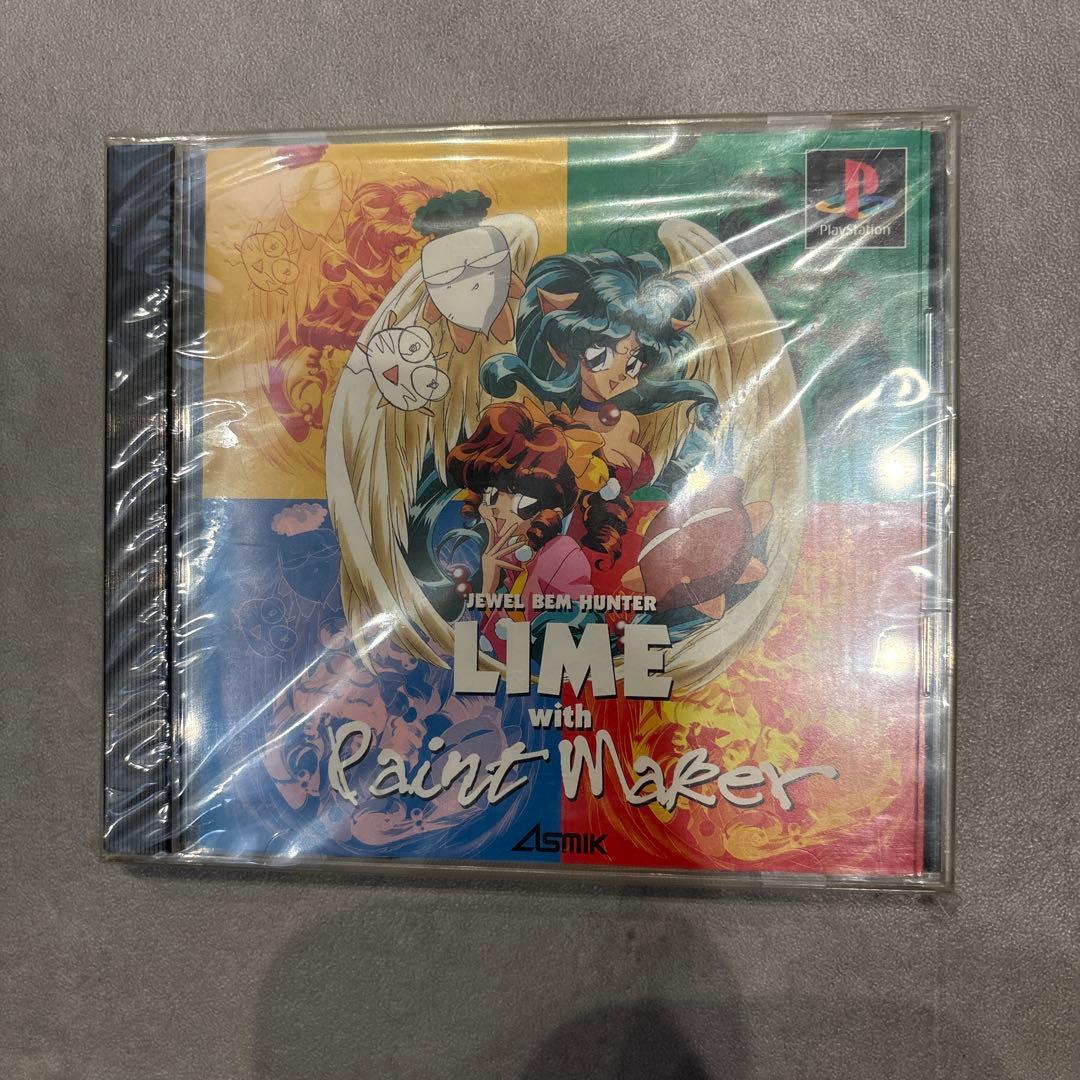 PlayStation
JEWEL BEM HUNTER
LIME
with
Paint Maker
ASMIK